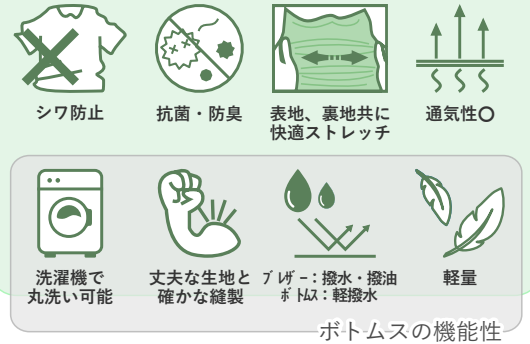 シワ防止
抗菌・防臭
表地、裏地共に
快適ストレッチ
通気性〇
洗濯機で
丸洗い可能
丈夫な生地と
確かな縫製
ﾌﾞﾚｻﾞｰ：撥水・撥油
ﾎﾞﾄﾑｽ：軽撥水
軽量
ボトムスの機能性